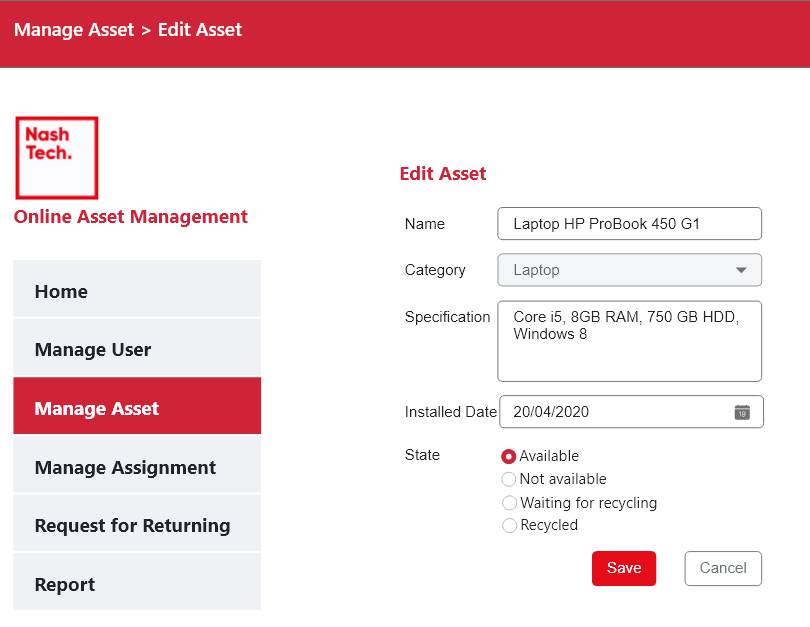 Manage Asset > Edit Asset
Nash
Tech.
Online Asset Management
Home
Manage User
Manage Asset
Manage Assignment
Request for Returning
Report
Edit Asset
Name
Laptop HP ProBook 450 G1
Category
Laptop
Specification
Core i5, 8GB RAM, 750 GB HDD,
Windows 8
Installed Date
20/04/2020
19
State
Available
Not available
Waiting for recycling
Recycled
Save
Cancel